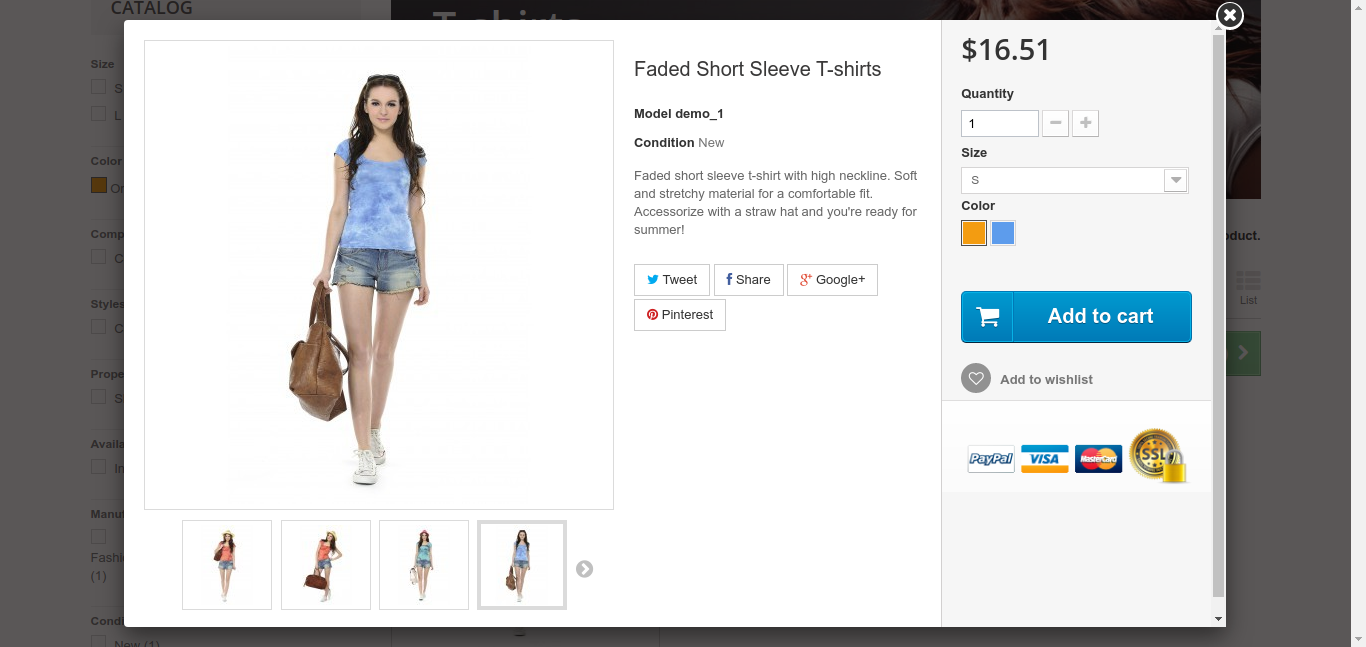 CATALOG
T-shirts
Size
S
L
Color
Or
Comp
C
Styles
C
Prope
S
Availa
In
Manuf
Fashi
(1)
Condi
New (1)
Faded Short Sleeve T-shirts
Model demo_1
Condition New
Faded short sleeve t-shirt with high neckline. Soft
and stretchy material for a comfortable fit.
Accessorize with a straw hat and you're ready for
summer!
Tweet
Share
Google+
Pinterest
$16.51
Quantity
1
Size
S
Color
Add to cart
Add to wishlist
PayPal
VISA
MasterCard
SSL
oduct.
List